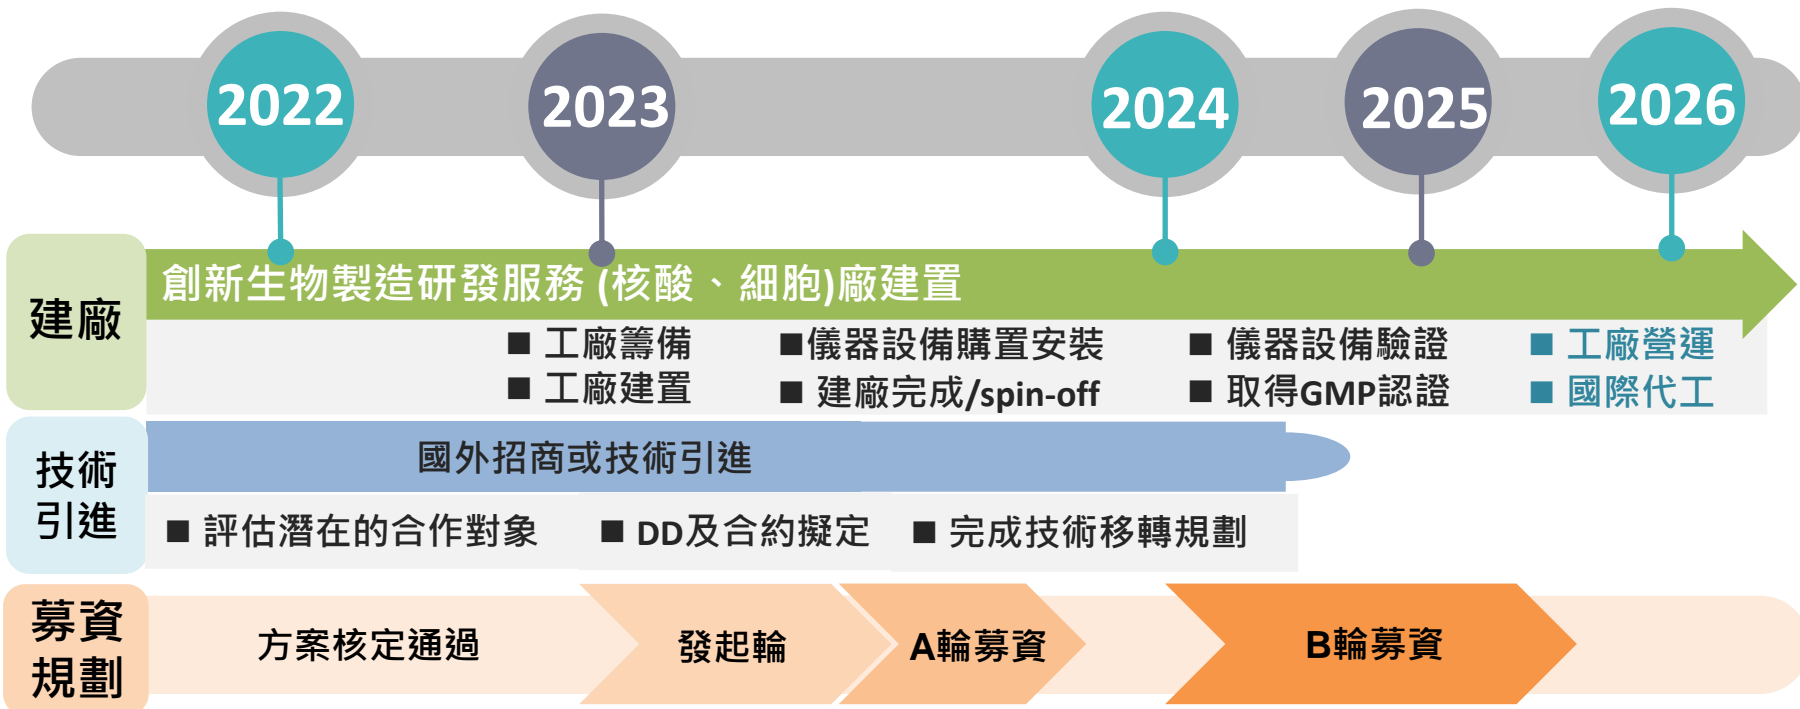 2022
2023
2024
2025
2026
建廠
創新生物製造研發服務 (核酸、細胞)廠建置
■ 工廠籌備
■ 工廠建置
■儀器設備購置安裝
■ 建廠完成/spin-off
■ 儀器設備驗證
■ 取得GMP認證
■ 工廠營運
■ 國際代工
技術
引進
國外招商或技術引進
■ 評估潛在的合作對象
■ DD及合約擬定
■ 完成技術移轉規劃
募資
規劃
方案核定通過
發起輪
A輪募資
B輪募資